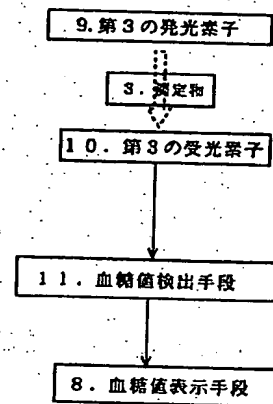 9.第3の発光素子
3.測定物
10.第3の受光素子
11.血糖値検出手段
8.血糖値表示手段